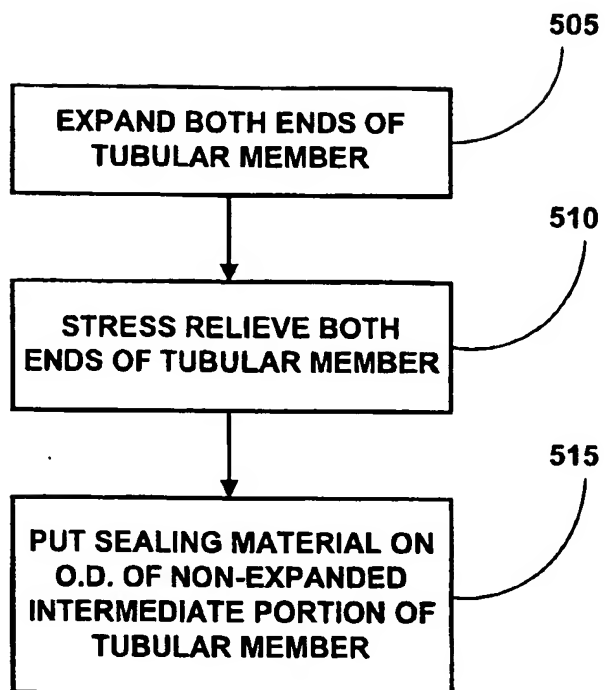 505
EXPAND BOTH ENDS OF
TUBULAR MEMBER
510
STRESS RELIEVE BOTH
ENDS OF TUBULAR MEMBER
515
PUT SEALING MATERIAL ON
O.D. OF NON-EXPANDED
INTERMEDIATE PORTION OF
TUBULAR MEMBER